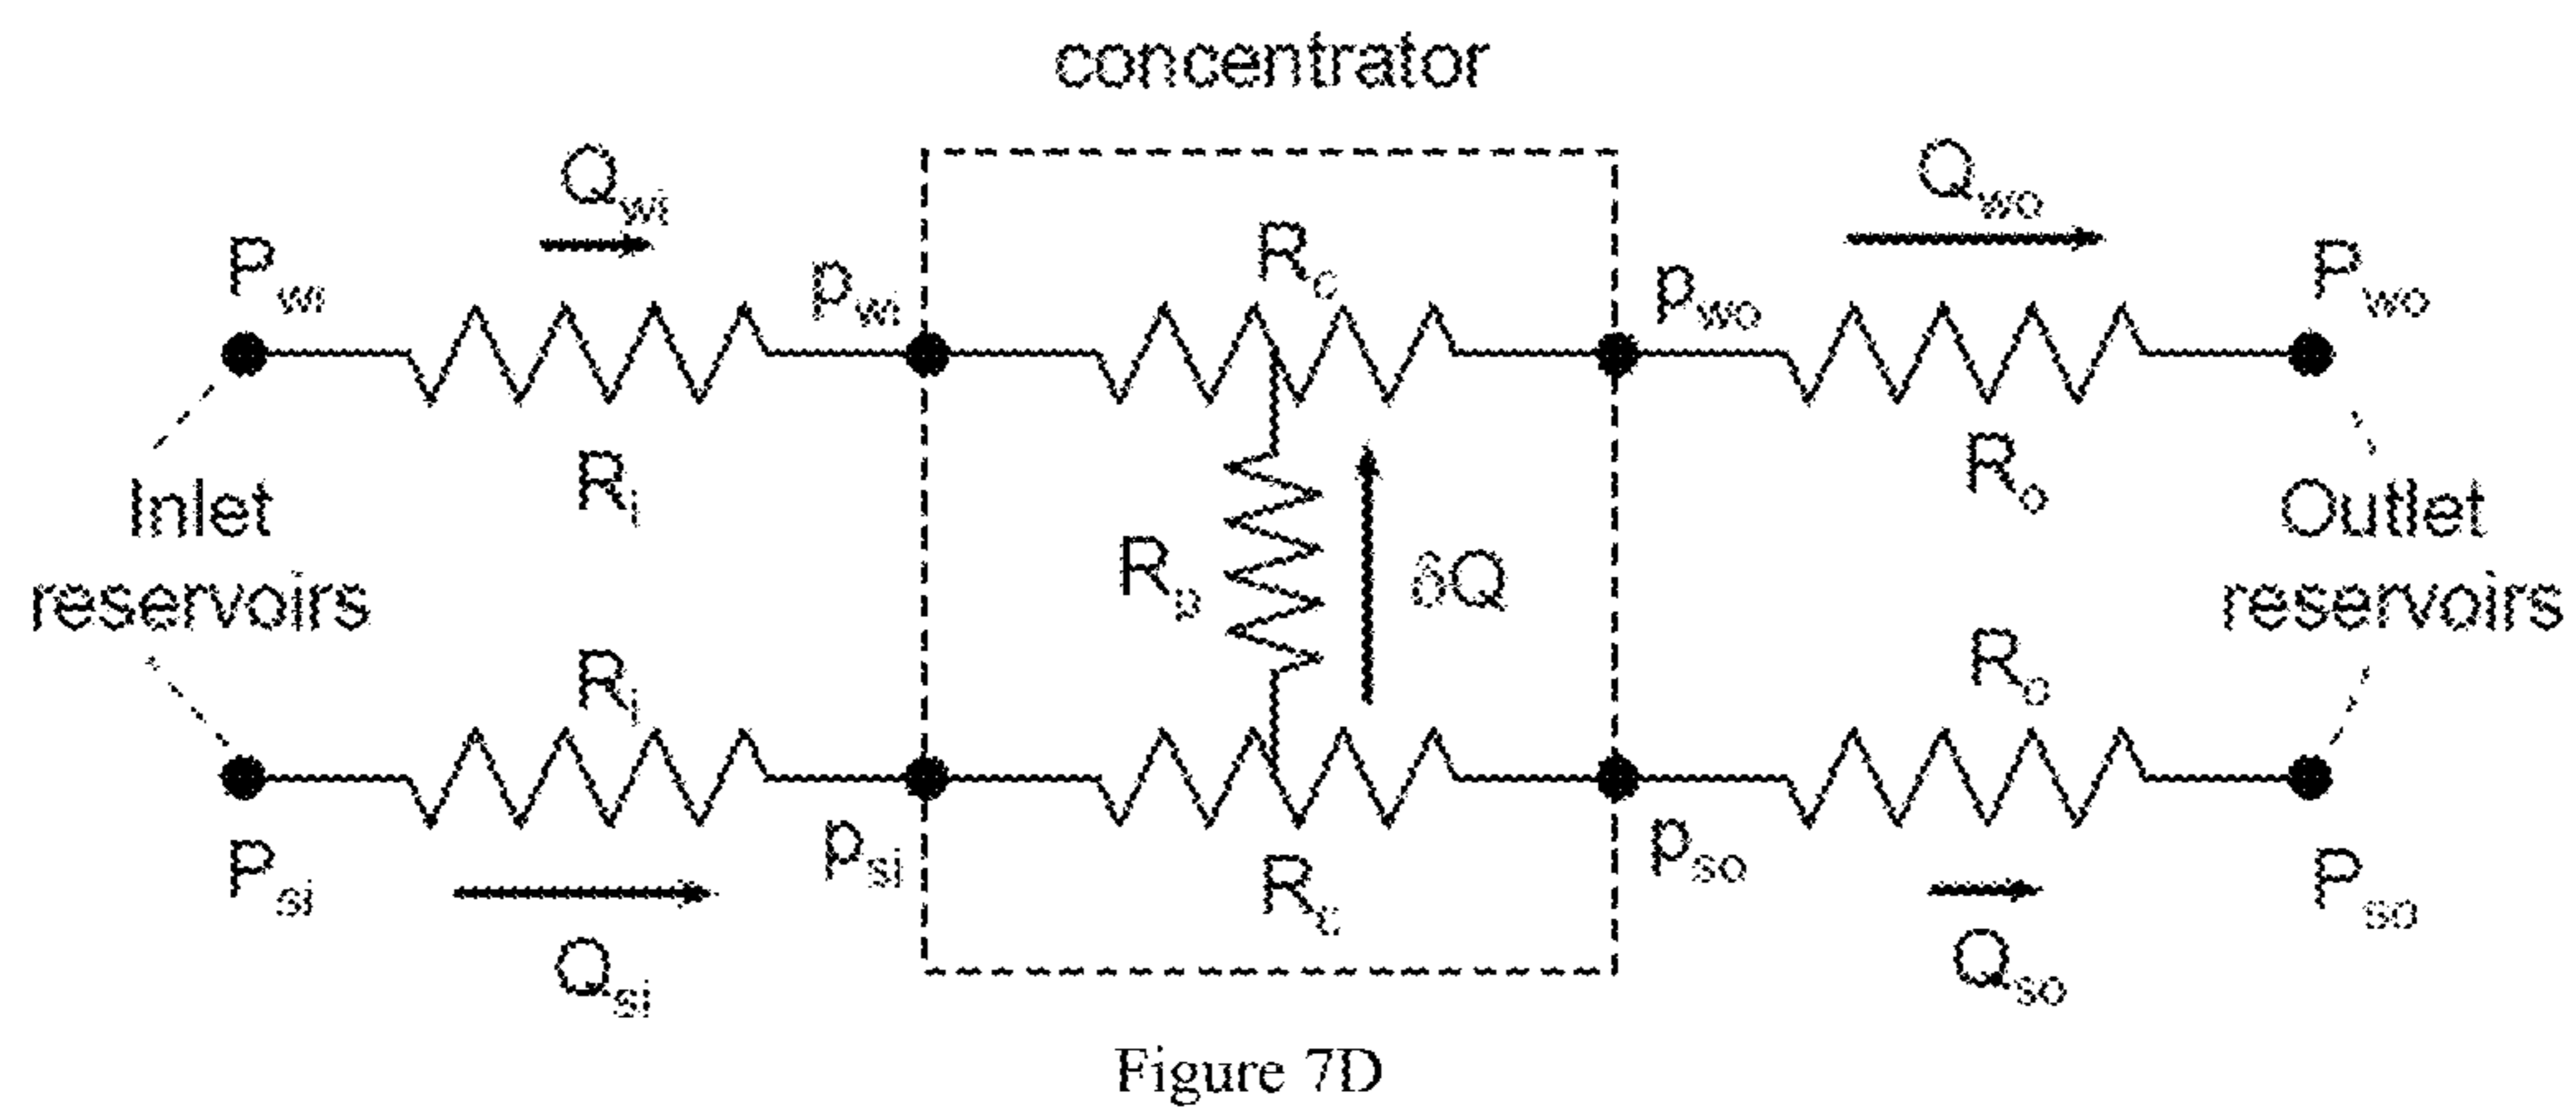 concentrator
Q_wi
Q_wo
P_wi
p_wi
R_c
p_wo
P_wo
R_i
R_o
Inlet
reservoirs
R_p
δQ
Outlet
reservoirs
R_i
R_o
P_si
p_si
R_c
p_so
P_so
Q_si
Q_so
Figure 7D